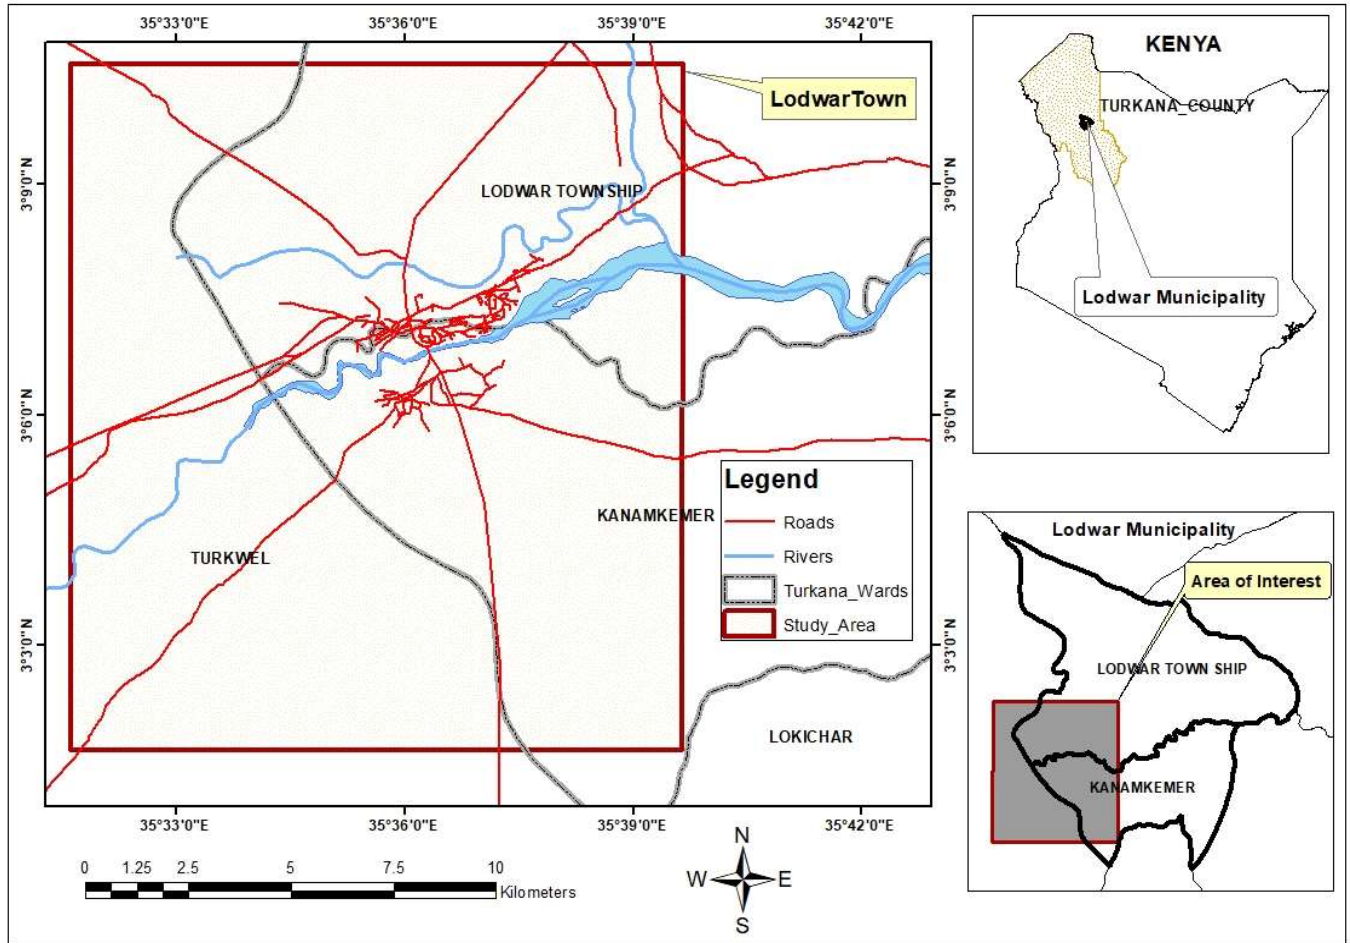 35°33'0"E
35°36'0"E
35°39'0"E
35°42'0"E
3°9'0"N
3°9'0"N
3°6'0"N
3°6'0"N
3°3'0"N
3°3'0"N
LodwarTown
LODWAR TOWNSHIP
KANAMKEMER
TURKWEL
LOKICHAR
Legend
Roads
Rivers
Turkana_Wards
Study_Area
35°33'0"E
35°36'0"E
35°39'0"E
35°42'0"E
0 1.25 2.5 5 7.5 10
Kilometers
N
W E
S
KENYA
TURKANA_COUNTY
Lodwar Municipality
Lodwar Municipality
Area of Interest
LODWAR TOWN SHIP
KANAMKEMER